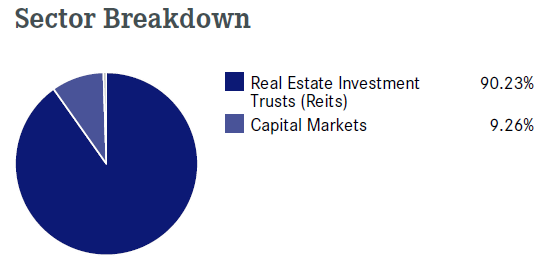 Sector Breakdown
Real Estate Investment 90.23%
Trusts (Reits)
Capital Markets 9.26%